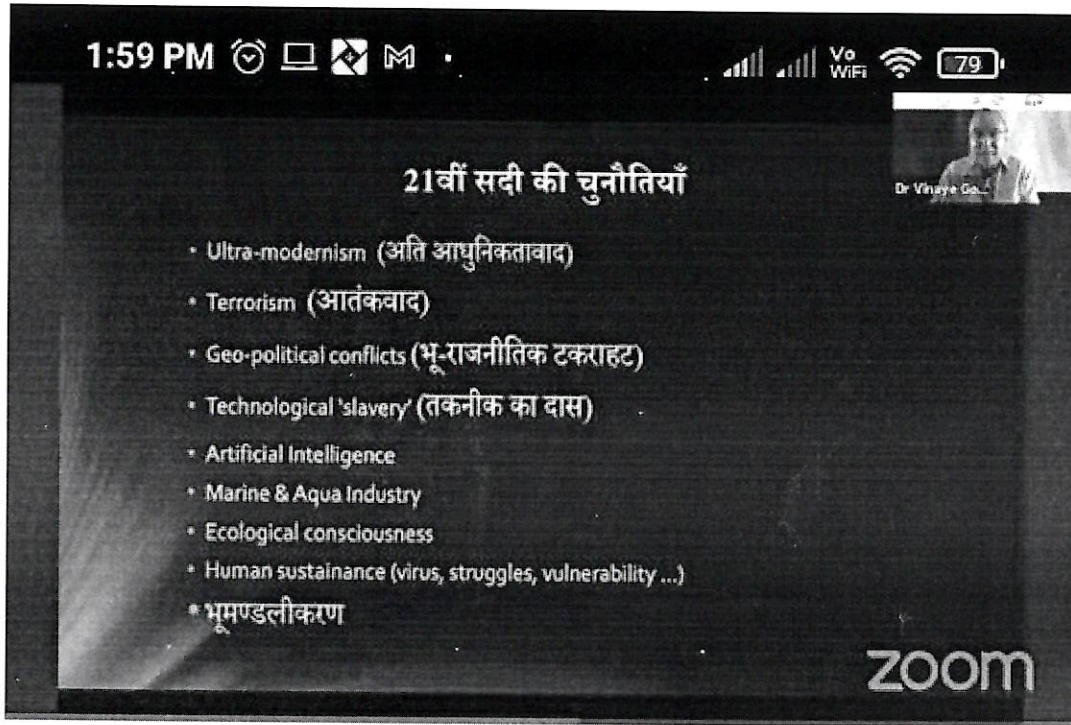 1:59 PM
Vo
WiFi
79
21वीं सदी की चुनौतियाँ
Dr Vinaye Go...
• Ultra-modernism (अति आधुनिकतावाद)
• Terrorism (आतंकवाद)
• Geo-political conflicts (भू-राजनीतिक टकराहट)
• Technological 'slavery' (तकनीक का दास)
• Artificial Intelligence
• Marine & Aqua Industry
• Ecological consciousness
• Human sustainance (virus, struggles, vulnerability ...)
• भूमण्डलीकरण
zoom